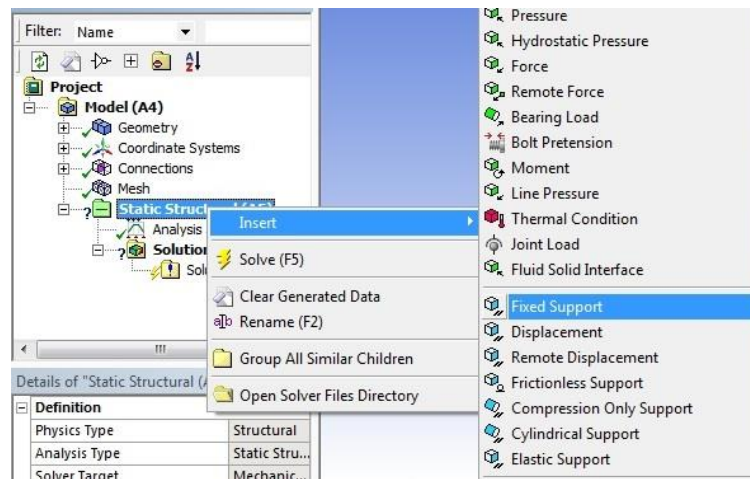 Filter: Name
Project
Model (A4)
Geometry
Coordinate Systems
Connections
Mesh
Static Struct
Analysis
Solution
Sol
Details of "Static Structural (A
Definition
Physics Type Structural
Analysis Type Static Stru...
Solver Target Mechanic...
Insert
Solve (F5)
Clear Generated Data
Rename (F2)
Group All Similar Children
Open Solver Files Directory
Pressure
Hydrostatic Pressure
Force
Remote Force
Bearing Load
Bolt Pretension
Moment
Line Pressure
Thermal Condition
Joint Load
Fluid Solid Interface
Fixed Support
Displacement
Remote Displacement
Frictionless Support
Compression Only Support
Cylindrical Support
Elastic Support